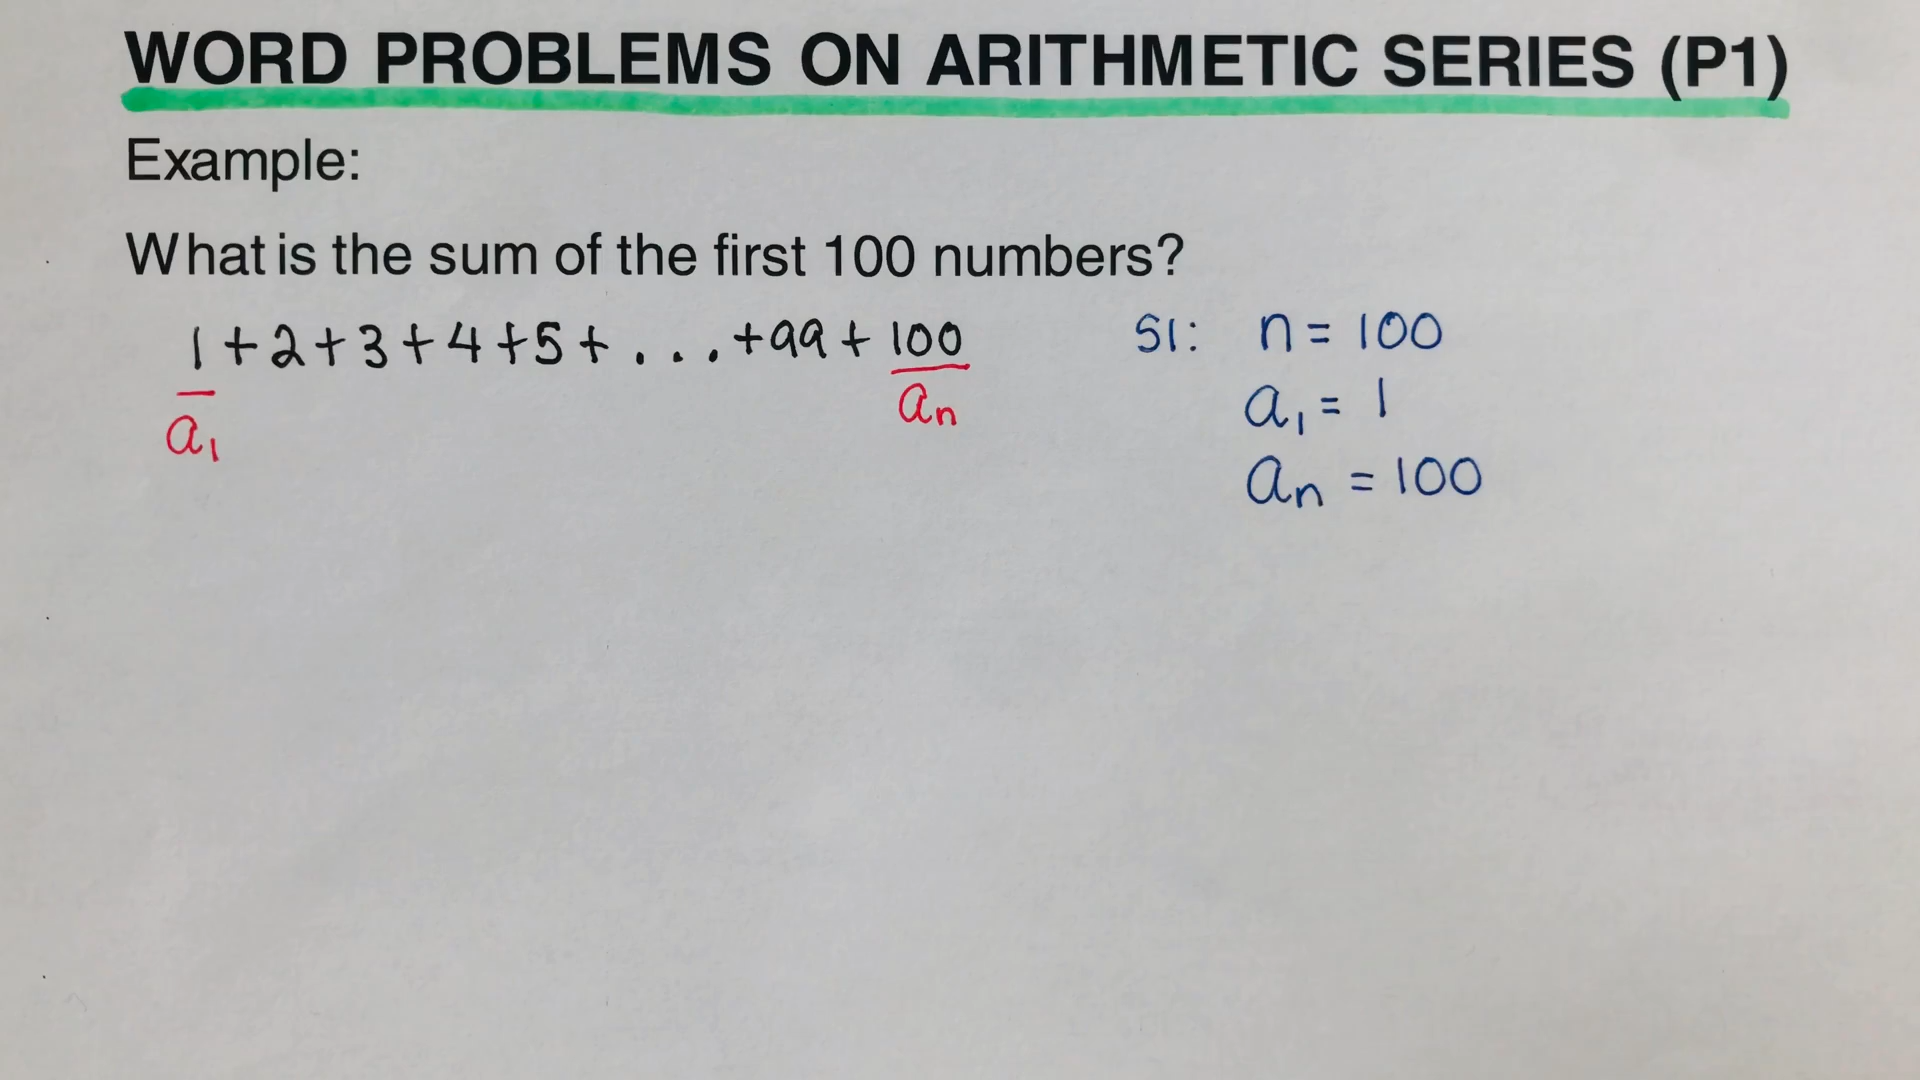 WORD PROBLEMS ON ARITHMETIC SERIES (P1)
Example:
What is the sum of the first 100 numbers?
1+2+3+4+5+...+99+100
a₁
aₙ
S1: n = 100
a₁ = 1
aₙ = 100